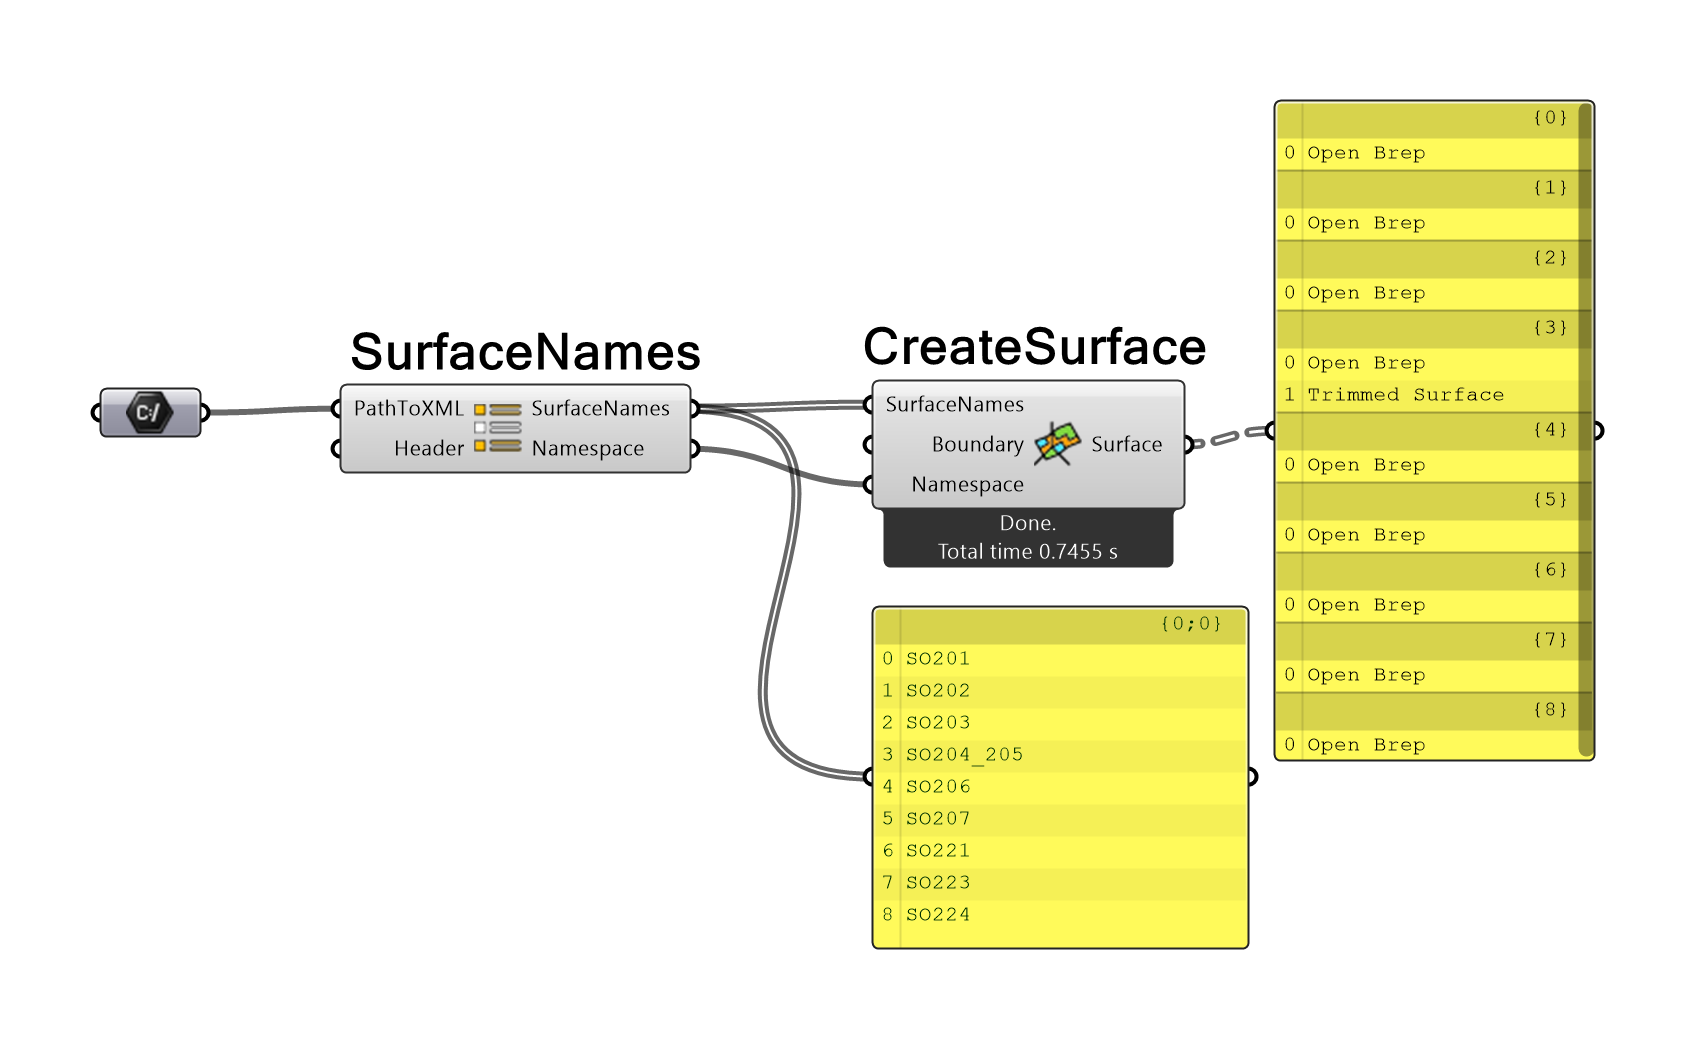 C:/
SurfaceNames
PathToXML
Header
SurfaceNames
Namespace
CreateSurface
SurfaceNames
Boundary
Namespace
Surface
Done.
Total time 0.7455 s
{0;0}
0 SO201
1 SO202
2 SO203
3 SO204_205
4 SO206
5 SO207
6 SO221
7 SO223
8 SO224
{0}
0 Open Brep
{1}
0 Open Brep
{2}
0 Open Brep
{3}
0 Open Brep
1 Trimmed Surface
{4}
0 Open Brep
{5}
0 Open Brep
{6}
0 Open Brep
{7}
0 Open Brep
{8}
0 Open Brep